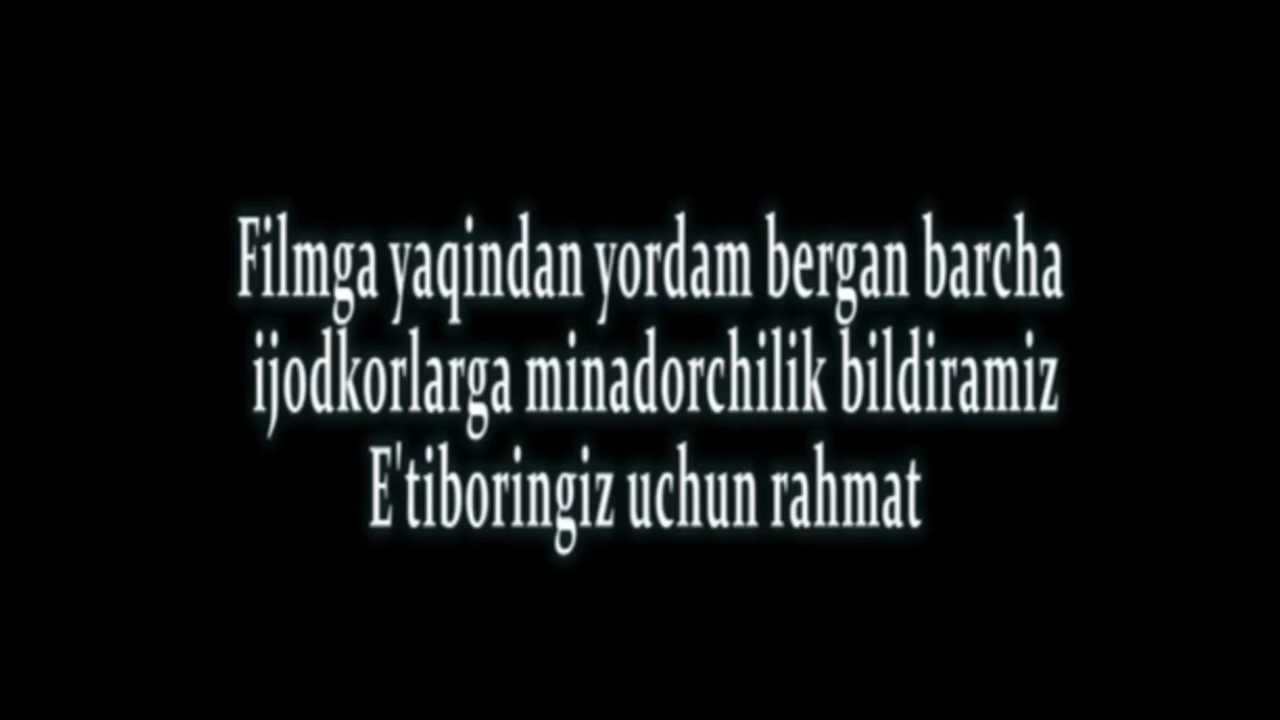 Filmga yaqindan yordam bergan barcha
ijodkorlarga minadorchilik bildiramiz
E'tiboringiz uchun rahmat